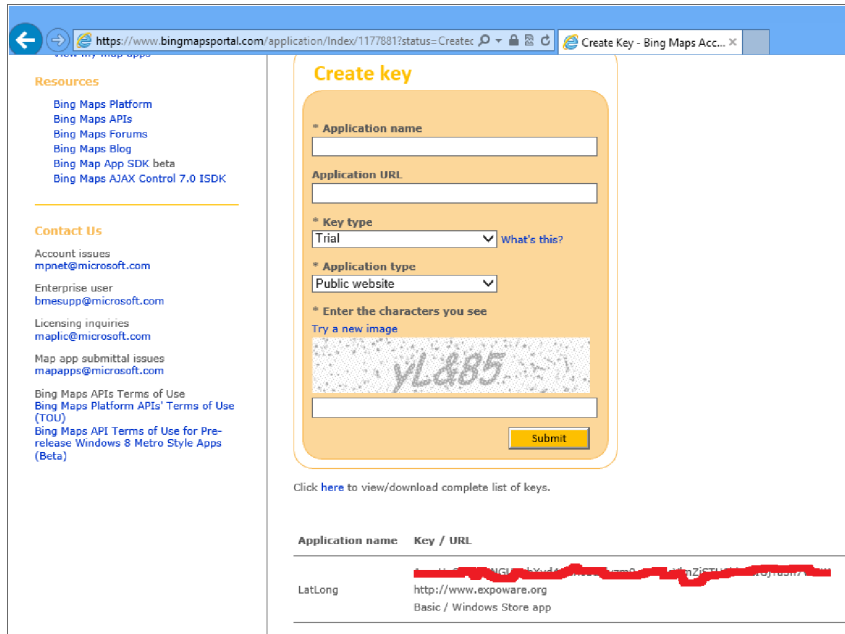 https://www.bingmapsportal.com/application/Index/1177881?status=Createc
Create Key - Bing Maps Acc...
View my map apps
Resources
Bing Maps Platform
Bing Maps APIs
Bing Maps Forums
Bing Maps Blog
Bing Map App SDK beta
Bing Maps AJAX Control 7.0 ISDK
Contact Us
Account issues
mpnet@microsoft.com
Enterprise user
bmesupp@microsoft.com
Licensing inquiries
maplic@microsoft.com
Map app submittal issues
mapapps@microsoft.com
Bing Maps APIs Terms of Use
Bing Maps Platform APIs' Terms of Use
(TOU)
Bing Maps API Terms of Use for Pre-
release Windows 8 Metro Style Apps
(Beta)
Create key
* Application name
Application URL
* Key type
Trial What's this?
* Application type
Public website
* Enter the characters you see
Try a new image
yL&85
Submit
Click here to view/download complete list of keys.
Application name Key / URL
LatLong
http://www.expoware.org
Basic / Windows Store app